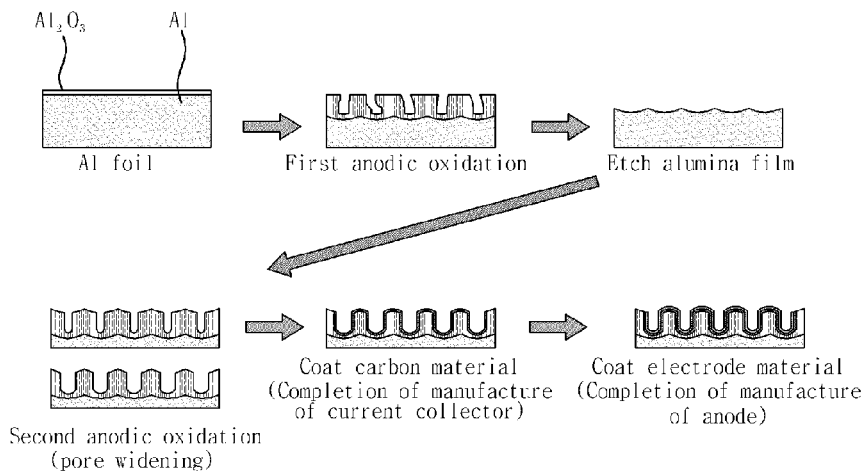 Al₂O₃
Al
Al foil
First anodic oxidation
Etch alumina film
Second anodic oxidation
(pore widening)
Coat carbon material
(Completion of manufacture
of current collector)
Coat electrode material
(Completion of manufacture
of anode)